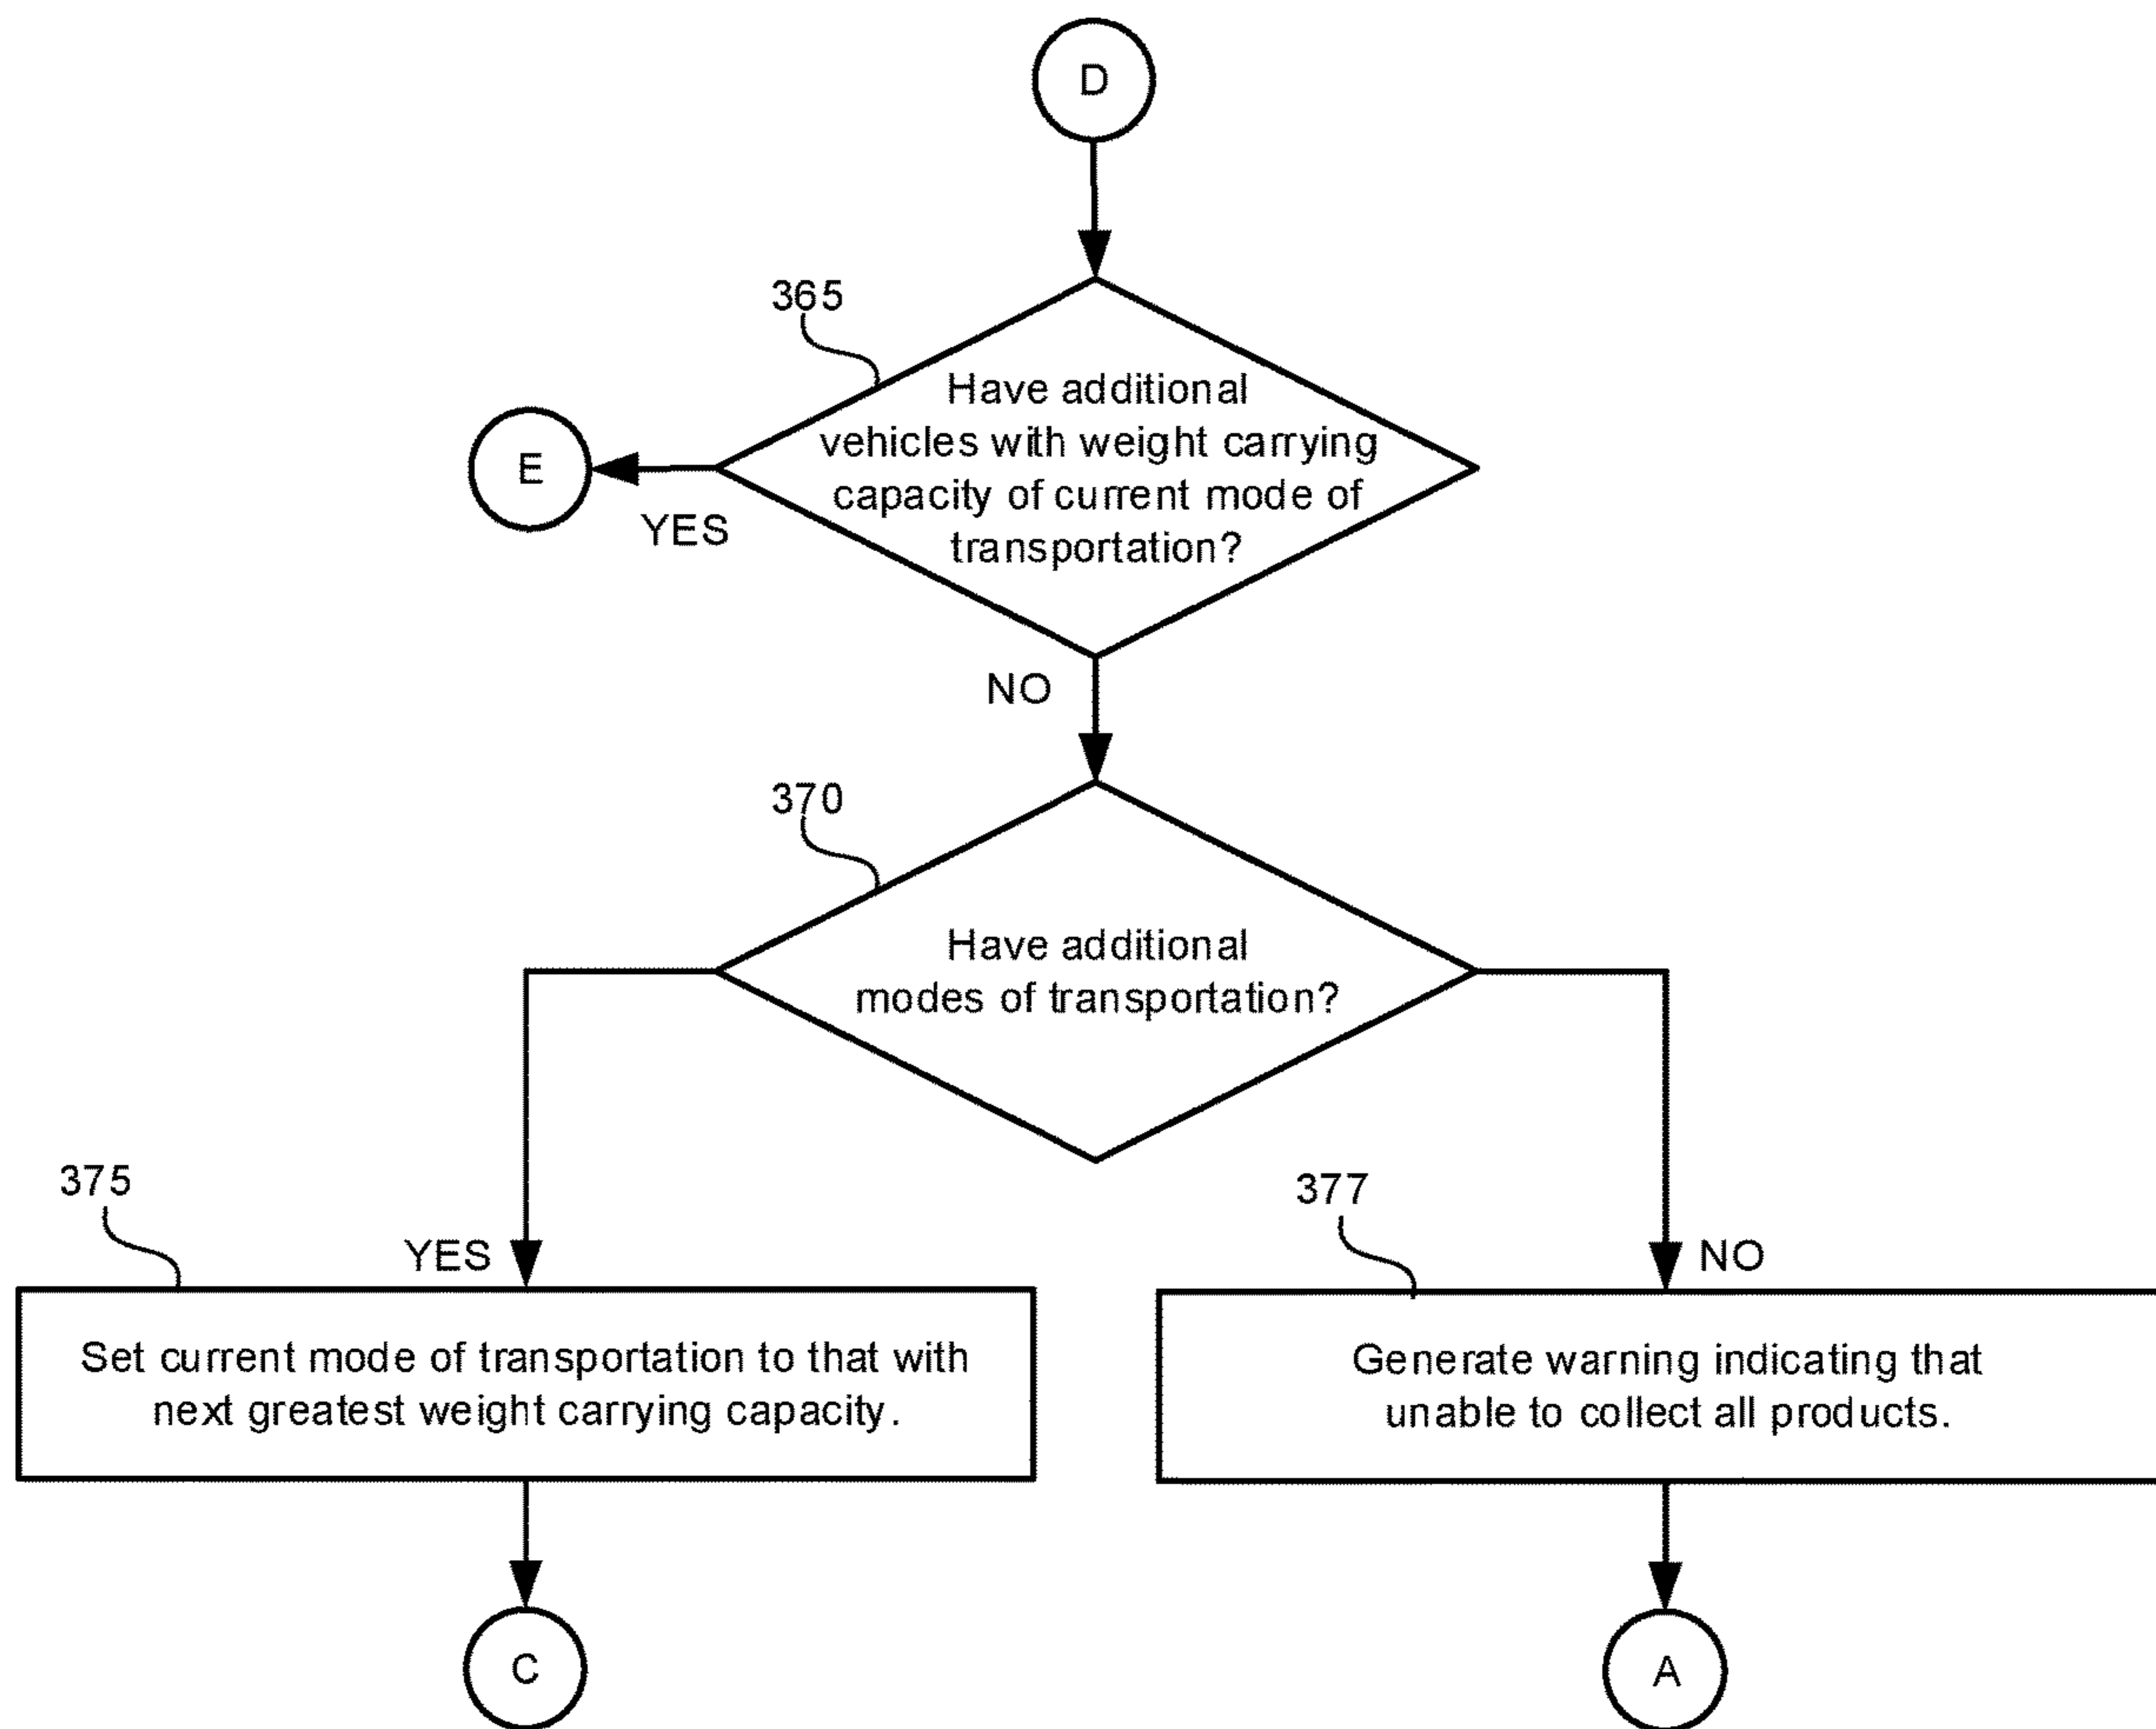 D
365
Have additional
vehicles with weight carrying
capacity of current mode of
transportation?
E
YES
NO
370
Have additional
modes of transportation?
375
377
YES
NO
Set current mode of transportation to that with
next greatest weight carrying capacity.
Generate warning indicating that
unable to collect all products.
C
A